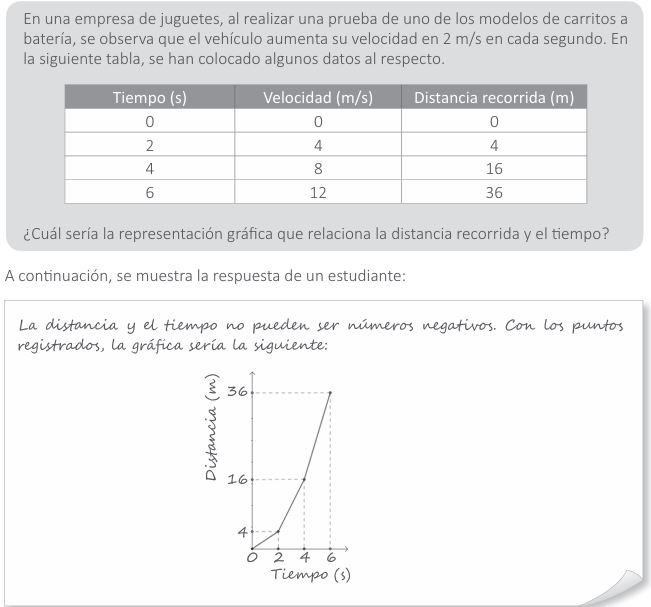 En una empresa de juguetes, al realizar una prueba de uno de los modelos de carritos a
batería, se observa que el vehículo aumenta su velocidad en 2 m/s en cada segundo. En
la siguiente tabla, se han colocado algunos datos al respecto.
Tiempo (s) Velocidad (m/s) Distancia recorrida (m)
0 0 0
2 4 4
4 8 16
6 12 36
¿Cuál sería la representación gráfica que relaciona la distancia recorrida y el tiempo?
A continuación, se muestra la respuesta de un estudiante:
La distancia y el tiempo no pueden ser números negativos. Con los puntos
registrados, la gráfica sería la siguiente:
Distancia (m)
36
16
4
0 2 4 6
Tiempo (s)